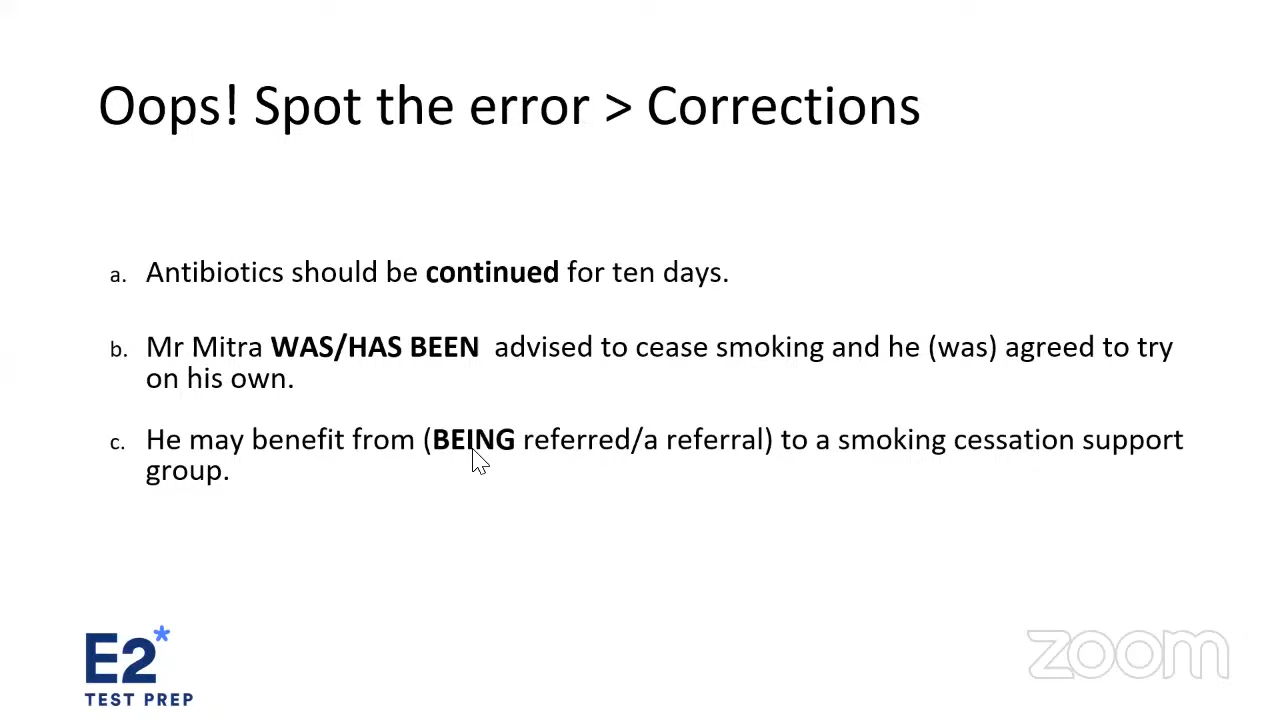 Oops! Spot the error > Corrections
a. Antibiotics should be continued for ten days.
b. Mr Mitra WAS/HAS BEEN advised to cease smoking and he (was) agreed to try
on his own.
c. He may benefit from (BEING referred/a referral) to a smoking cessation support
group.
E2*
TEST PREP
zoom